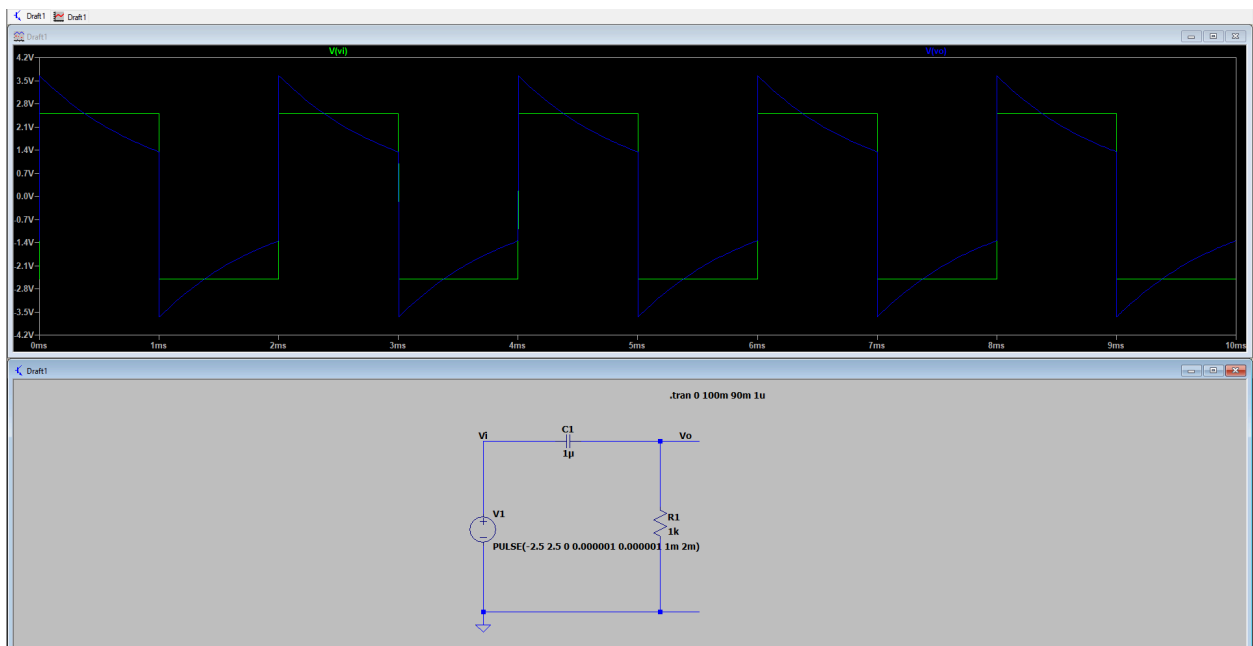 Draft1 Draft1
Draft1
V(vi) V(vo)
4.2V
3.5V
2.8V
2.1V
1.4V
0.7V
0.0V
-0.7V
-1.4V
-2.1V
-2.8V
-3.5V
-4.2V
0ms 1ms 2ms 3ms 4ms 5ms 6ms 7ms 8ms 9ms 10ms
Draft1
.tran 0 100m 90m 1u
Vi C1 Vo
1µ
V1 R1
1k
PULSE(-2.5 2.5 0 0.000001 0.000001 1m 2m)